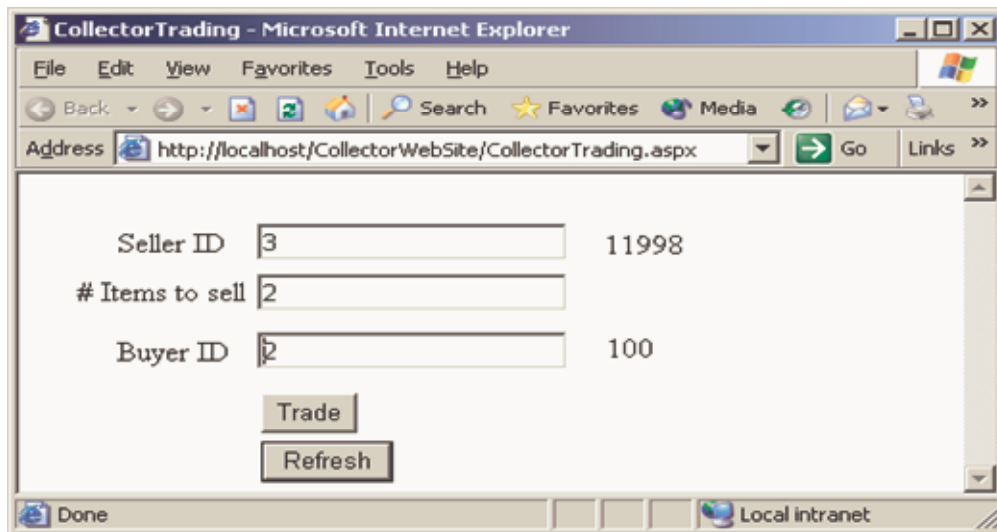 CollectorTrading - Microsoft Internet Explorer
File Edit View Favorites Tools Help
Back Search Favorites Media »
Address http://localhost/CollectorWebSite/CollectorTrading.aspx Go Links »
Seller ID 3 11998
# Items to sell 2
Buyer ID 2 100
Trade
Refresh
Done Local intranet